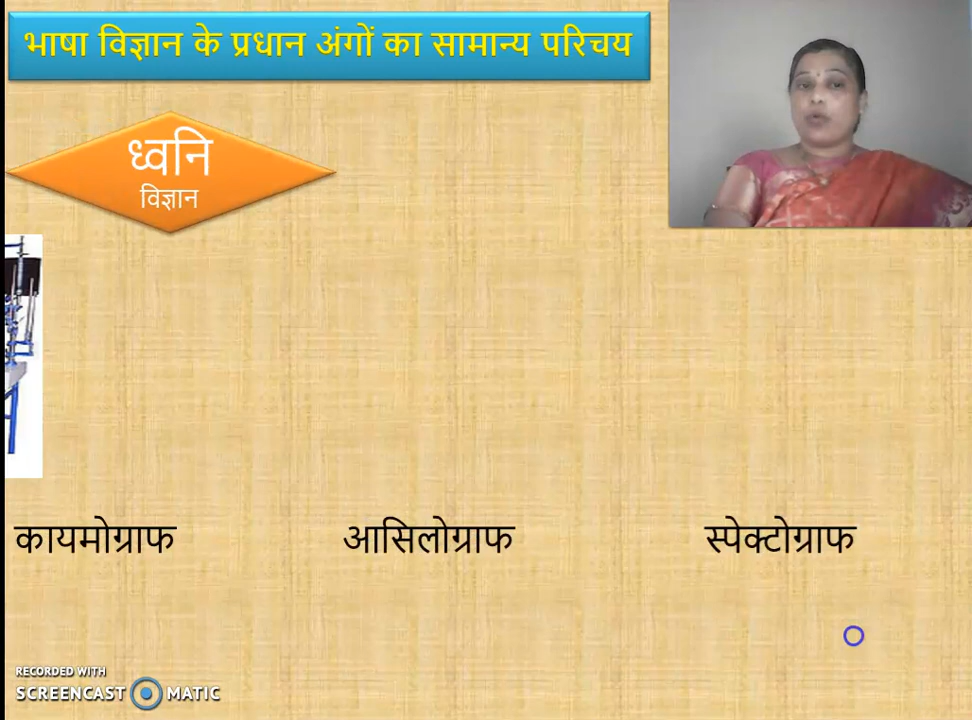 भाषा विज्ञान के प्रधान अंगों का सामान्य परिचय
ध्वनि
विज्ञान
कायमोग्राफ आसिलोग्राफ स्पेक्टोग्राफ
RECORDED WITH
SCREENCAST MATIC